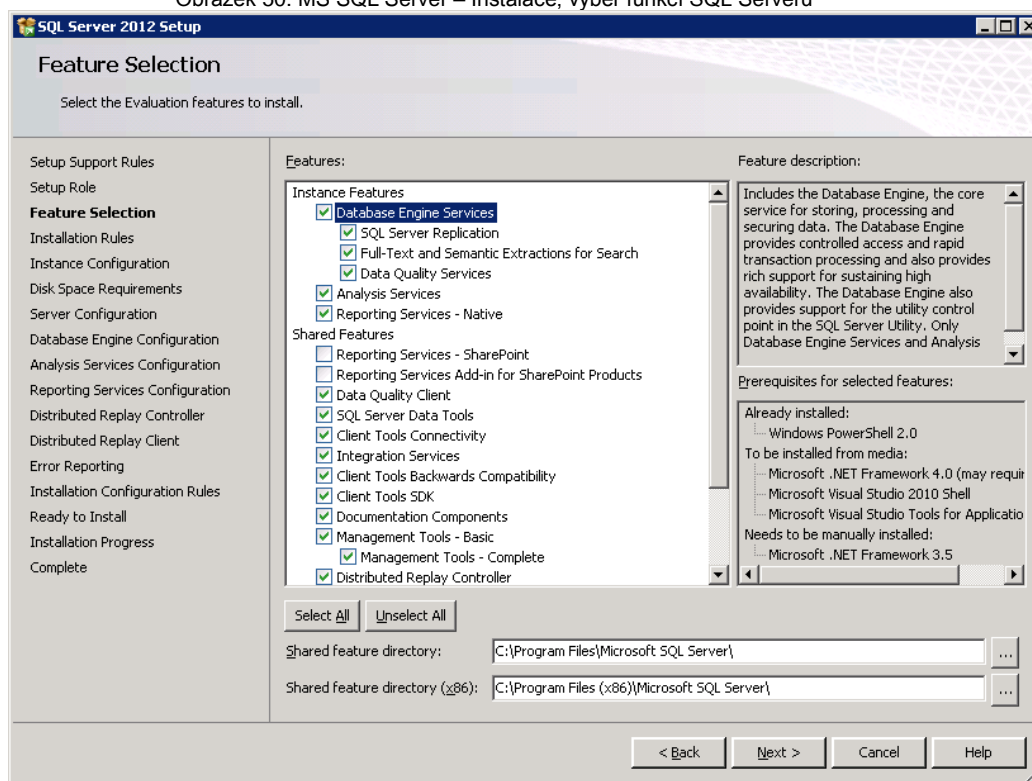 Obrázek 50: MS SQL Server – Instalace, výběr funkcí SQL Serveru
SQL Server 2012 Setup
Feature Selection
Select the Evaluation features to install.
Setup Support Rules
Setup Role
Feature Selection
Installation Rules
Instance Configuration
Disk Space Requirements
Server Configuration
Database Engine Configuration
Analysis Services Configuration
Reporting Services Configuration
Distributed Replay Controller
Distributed Replay Client
Error Reporting
Installation Configuration Rules
Ready to Install
Installation Progress
Complete
Features:
Instance Features
Database Engine Services
SQL Server Replication
Full-Text and Semantic Extractions for Search
Data Quality Services
Analysis Services
Reporting Services - Native
Shared Features
Reporting Services - SharePoint
Reporting Services Add-in for SharePoint Products
Data Quality Client
SQL Server Data Tools
Client Tools Connectivity
Integration Services
Client Tools Backwards Compatibility
Client Tools SDK
Documentation Components
Management Tools - Basic
Management Tools - Complete
Distributed Replay Controller
Feature description:
Includes the Database Engine, the core
service for storing, processing and
securing data. The Database Engine
provides controlled access and rapid
transaction processing and also provides
rich support for sustaining high
availability. The Database Engine also
provides support for the utility control
point in the SQL Server Utility. Only
Database Engine Services and Analysis
Prerequisites for selected features:
Already installed:
Windows PowerShell 2.0
To be installed from media:
Microsoft .NET Framework 4.0 (may requir
Microsoft Visual Studio 2010 Shell
Microsoft Visual Studio Tools for Applicatio
Needs to be manually installed:
Microsoft .NET Framework 3.5
Select All
Unselect All
Shared feature directory:
C:\Program Files\Microsoft SQL Server\
...
Shared feature directory (x86):
C:\Program Files (x86)\Microsoft SQL Server\
...
< Back
Next >
Cancel
Help